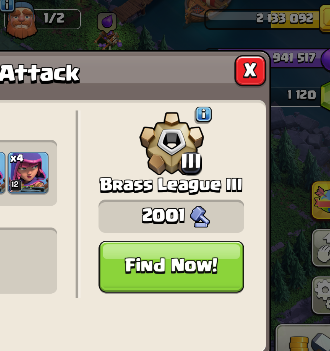 1/2
2 133 092
Attack
X
941 517
i
1 120
x4
III
12
Brass League III
2001
Find Now!